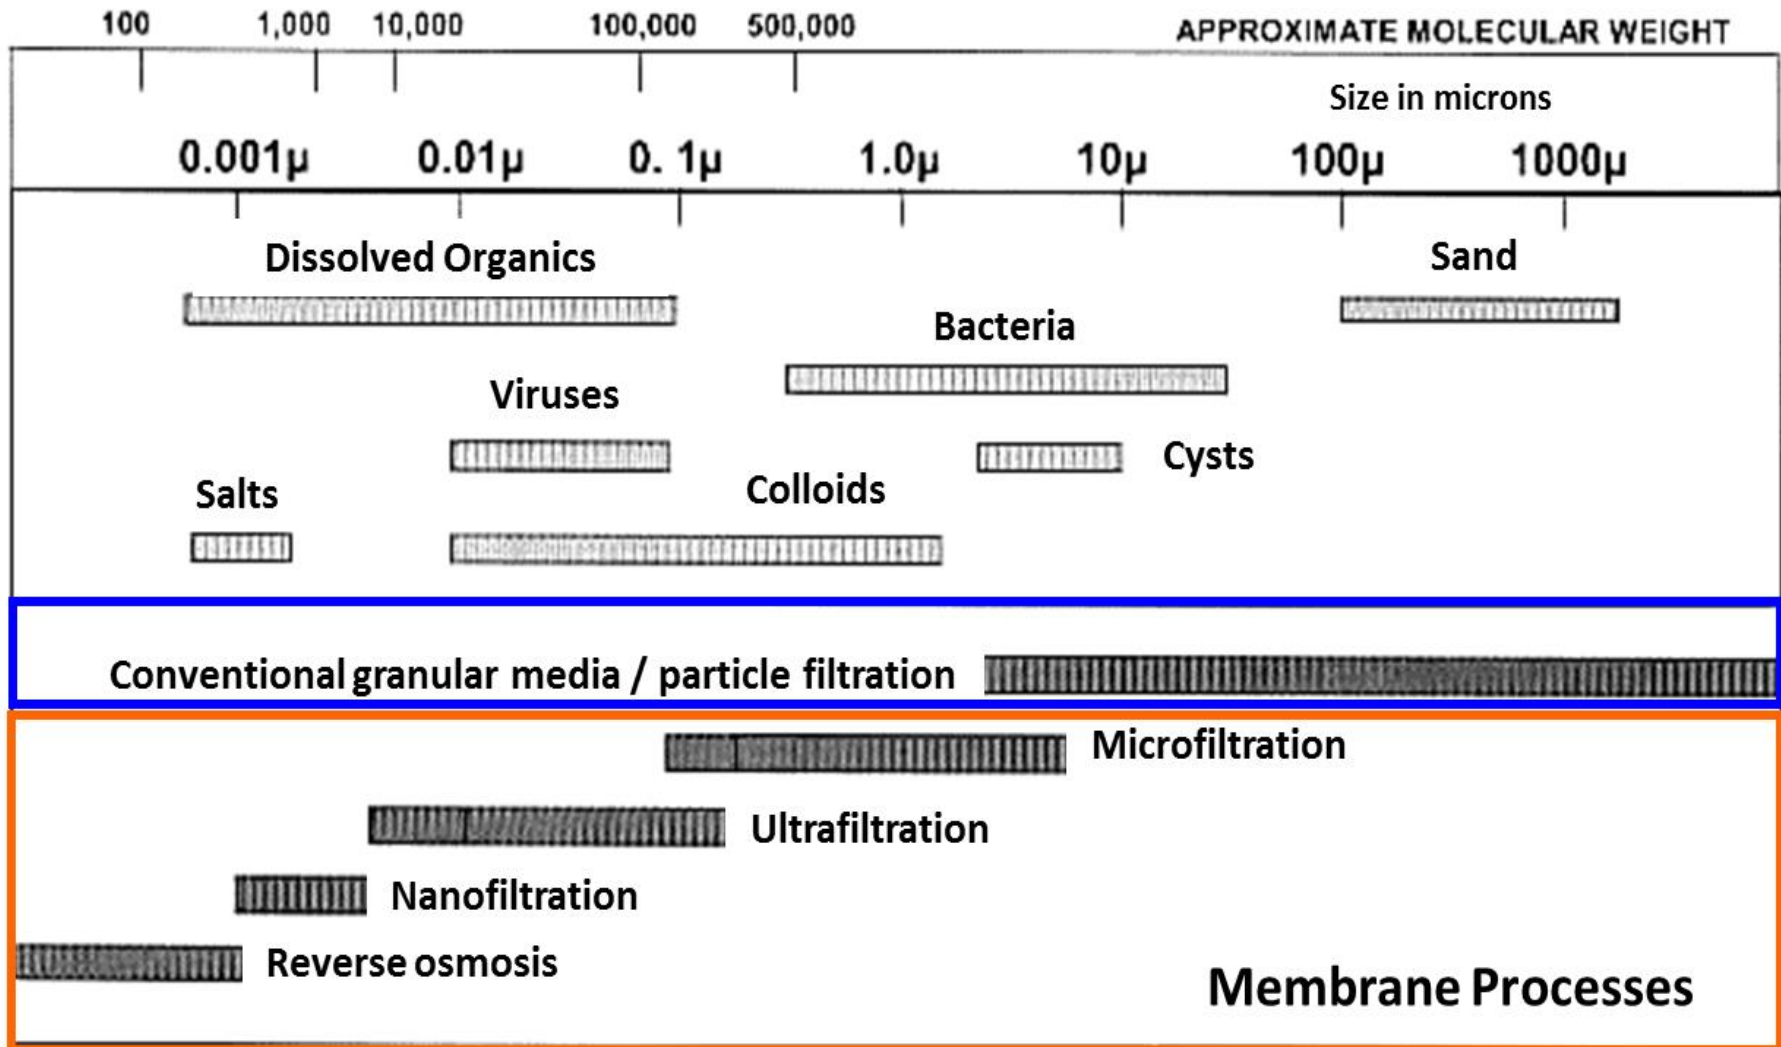 100 1,000 10,000 100,000 500,000 APPROXIMATE MOLECULAR WEIGHT
Size in microns
0.001µ 0.01µ 0. 1µ 1.0µ 10µ 100µ 1000µ
Dissolved Organics Sand
Bacteria
Viruses
Cysts
Salts Colloids
Conventional granular media / particle filtration
Microfiltration
Ultrafiltration
Nanofiltration
Reverse osmosis
Membrane Processes